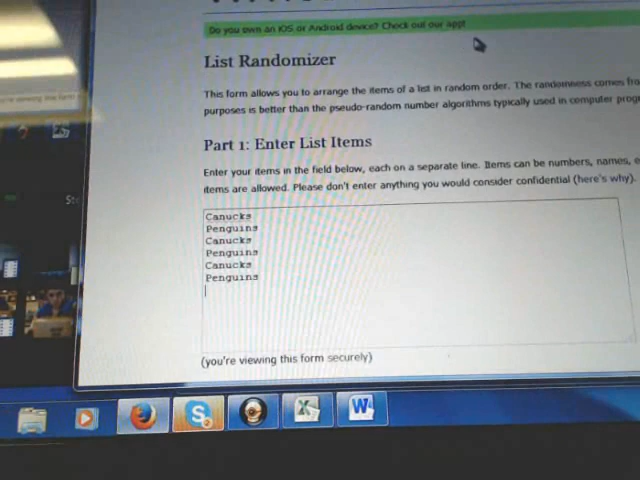 Do you own an iOS or Android device? Check out our app!
List Randomizer
This form allows you to arrange the items of a list in random order. The randomness comes
purposes is better than the pseudo-random number algorithms typically used in computer
Part 1: Enter List Items
Enter your items in the field below, each on a separate line. Items can be numbers, names,
items are allowed. Please don't enter anything you would consider confidential (here's why).
Canucks
Penguins
Canucks
Penguins
Canucks
Penguins
(you're viewing this form securely)